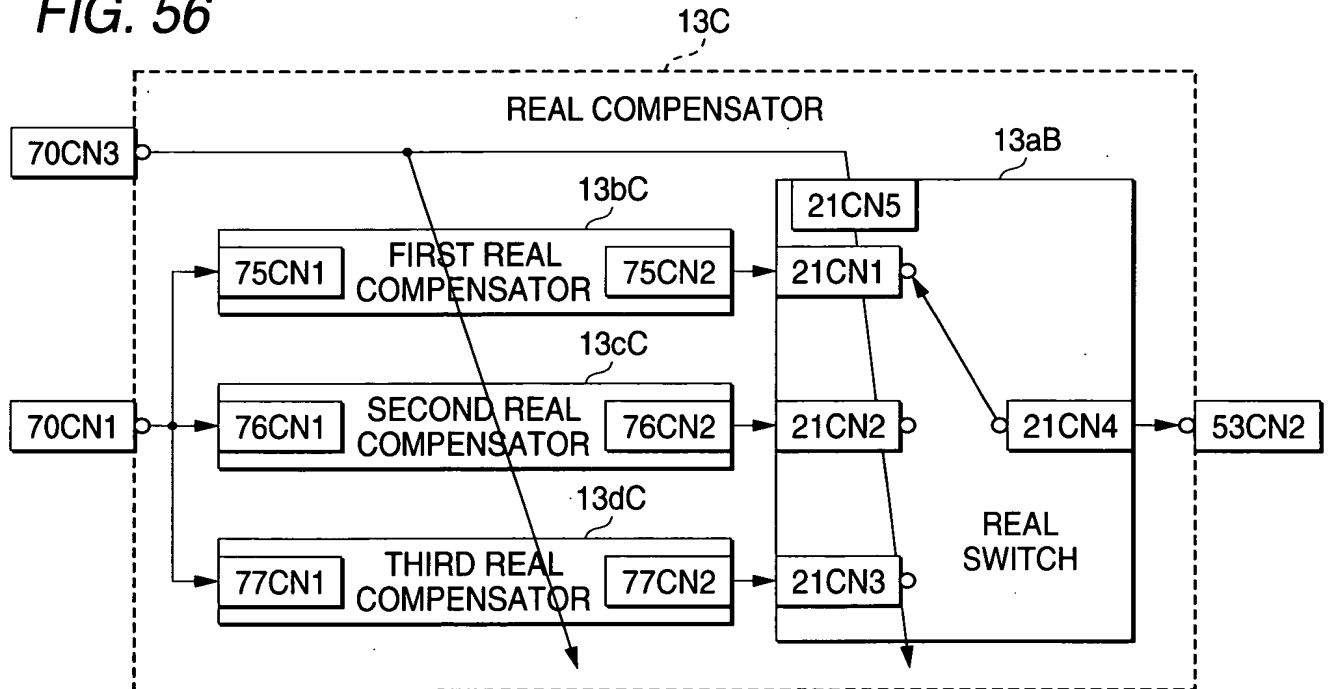 FIG. 56
13C
REAL COMPENSATOR
70CN3
13aB
13bC
21CN5
75CN1
FIRST REAL
COMPENSATOR
75CN2
21CN1
13cC
70CN1
76CN1
SECOND REAL
COMPENSATOR
76CN2
21CN2
21CN4
53CN2
13dC
77CN1
THIRD REAL
COMPENSATOR
77CN2
21CN3
REAL
SWITCH